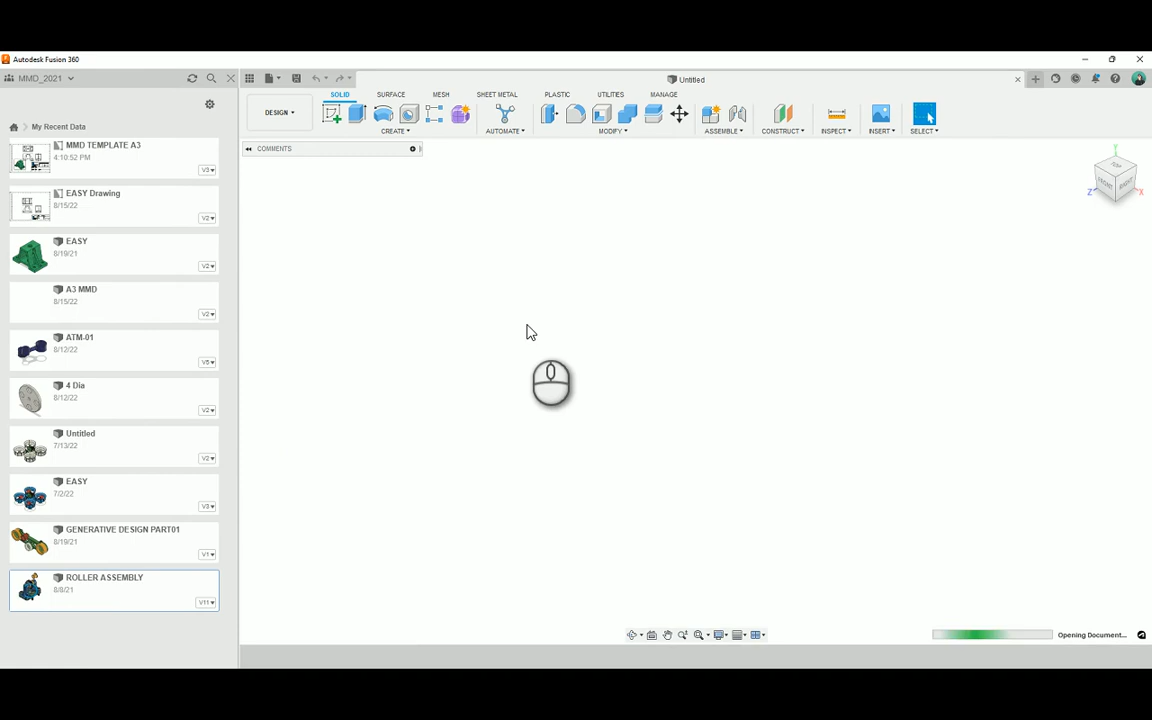 Autodesk Fusion 360
MMD_2021
Untitled
SOLID
SURFACE
MESH
SHEET METAL
PLASTIC
UTILITIES
MANAGE
DESIGN
CREATE
AUTOMATE
MODIFY
ASSEMBLE
CONSTRUCT
INSPECT
INSERT
SELECT
My Recent Data
COMMENTS
MMD TEMPLATE A3
4:10:52 PM
V3
EASY Drawing
8/15/22
V2
EASY
8/19/21
V2
A3 MMD
8/15/22
V2
ATM-01
8/12/22
V5
4 Dia
8/12/22
V2
Untitled
7/13/22
V2
EASY
7/2/22
V3
GENERATIVE DESIGN PART01
8/19/21
V1
ROLLER ASSEMBLY
8/8/21
V11
Y
TOP
FRONT
RIGHT
Z
X
Opening Document...